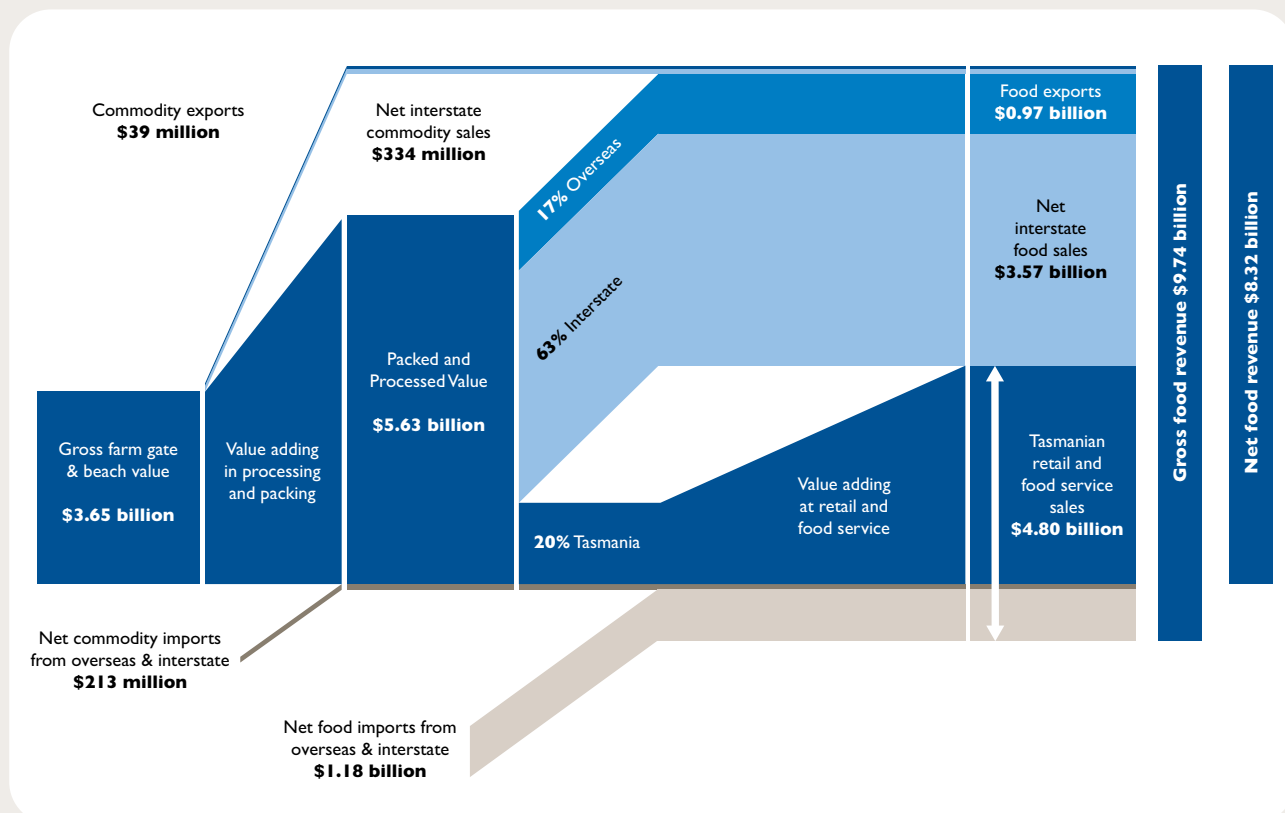 Commodity exports
$39 million
Net interstate
commodity sales
$334 million
17% Overseas
Food exports
$0.97 billion
63% Interstate
Net
interstate
food sales
$3.57 billion
Gross farm gate
& beach value
$3.65 billion
Value adding
in processing
and packing
Packed and
Processed Value
$5.63 billion
20% Tasmania
Value adding
at retail and
food service
Tasmanian
retail and
food service
sales
$4.80 billion
Gross food revenue $9.74 billion
Net food revenue $8.32 billion
Net commodity imports
from overseas & interstate
$213 million
Net food imports from
overseas & interstate
$1.18 billion